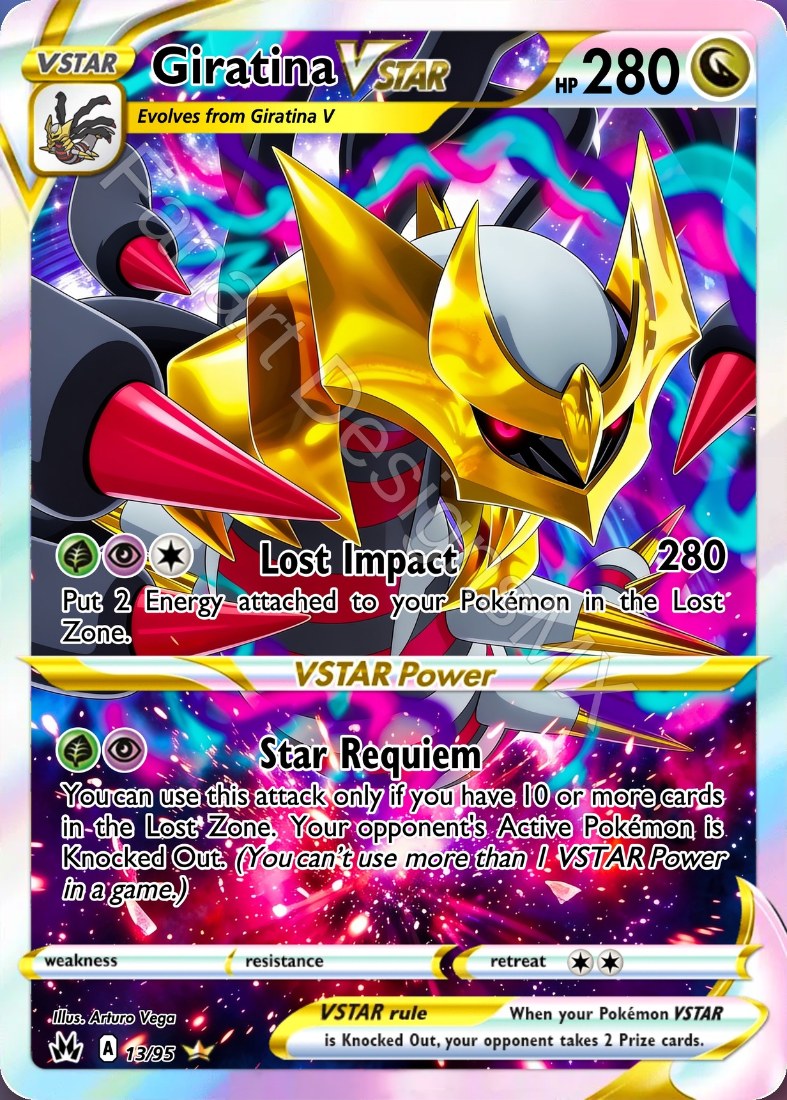 VSTAR
Giratina VSTAR
HP 280
Evolves from Giratina V
Fanart DesignsMX
Lost Impact 280
Put 2 Energy attached to your Pokémon in the Lost
Zone.
VSTAR Power
Star Requiem
You can use this attack only if you have 10 or more cards
in the Lost Zone. Your opponent's Active Pokémon is
Knocked Out. (You can't use more than 1 VSTAR Power
in a game.)
weakness resistance retreat
Illus. Arturo Vega
VSTAR rule When your Pokémon VSTAR
is Knocked Out, your opponent takes 2 Prize cards.
A 13/95